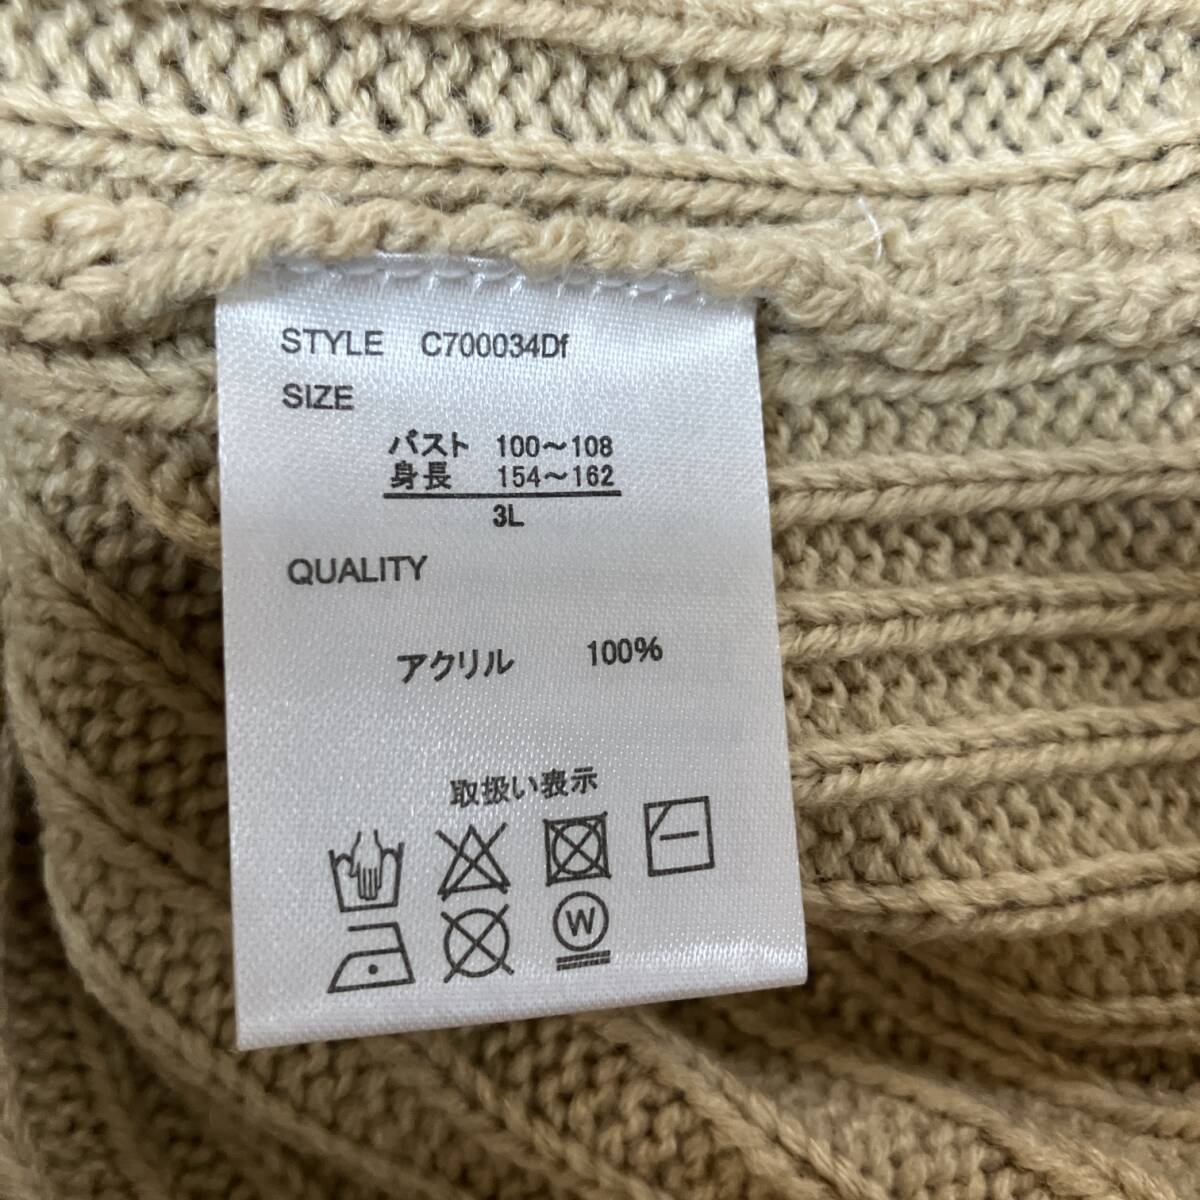 STYLE C700034Df
SIZE
バスト 100～108
身長 154～162
3L
QUALITY
アクリル 100%
取扱い表示
W